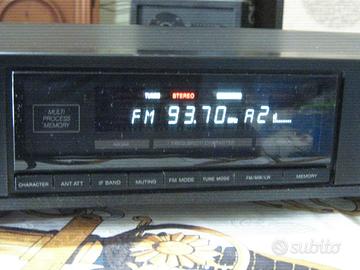 TUNED STEREO
MULTI
PROCESS
MEMORY
FM 93.70 MHz A2
CHARACTER ANT ATT IF BAND MUTING FM MODE TUNE MODE FM/MW/LW MEMORY
subito